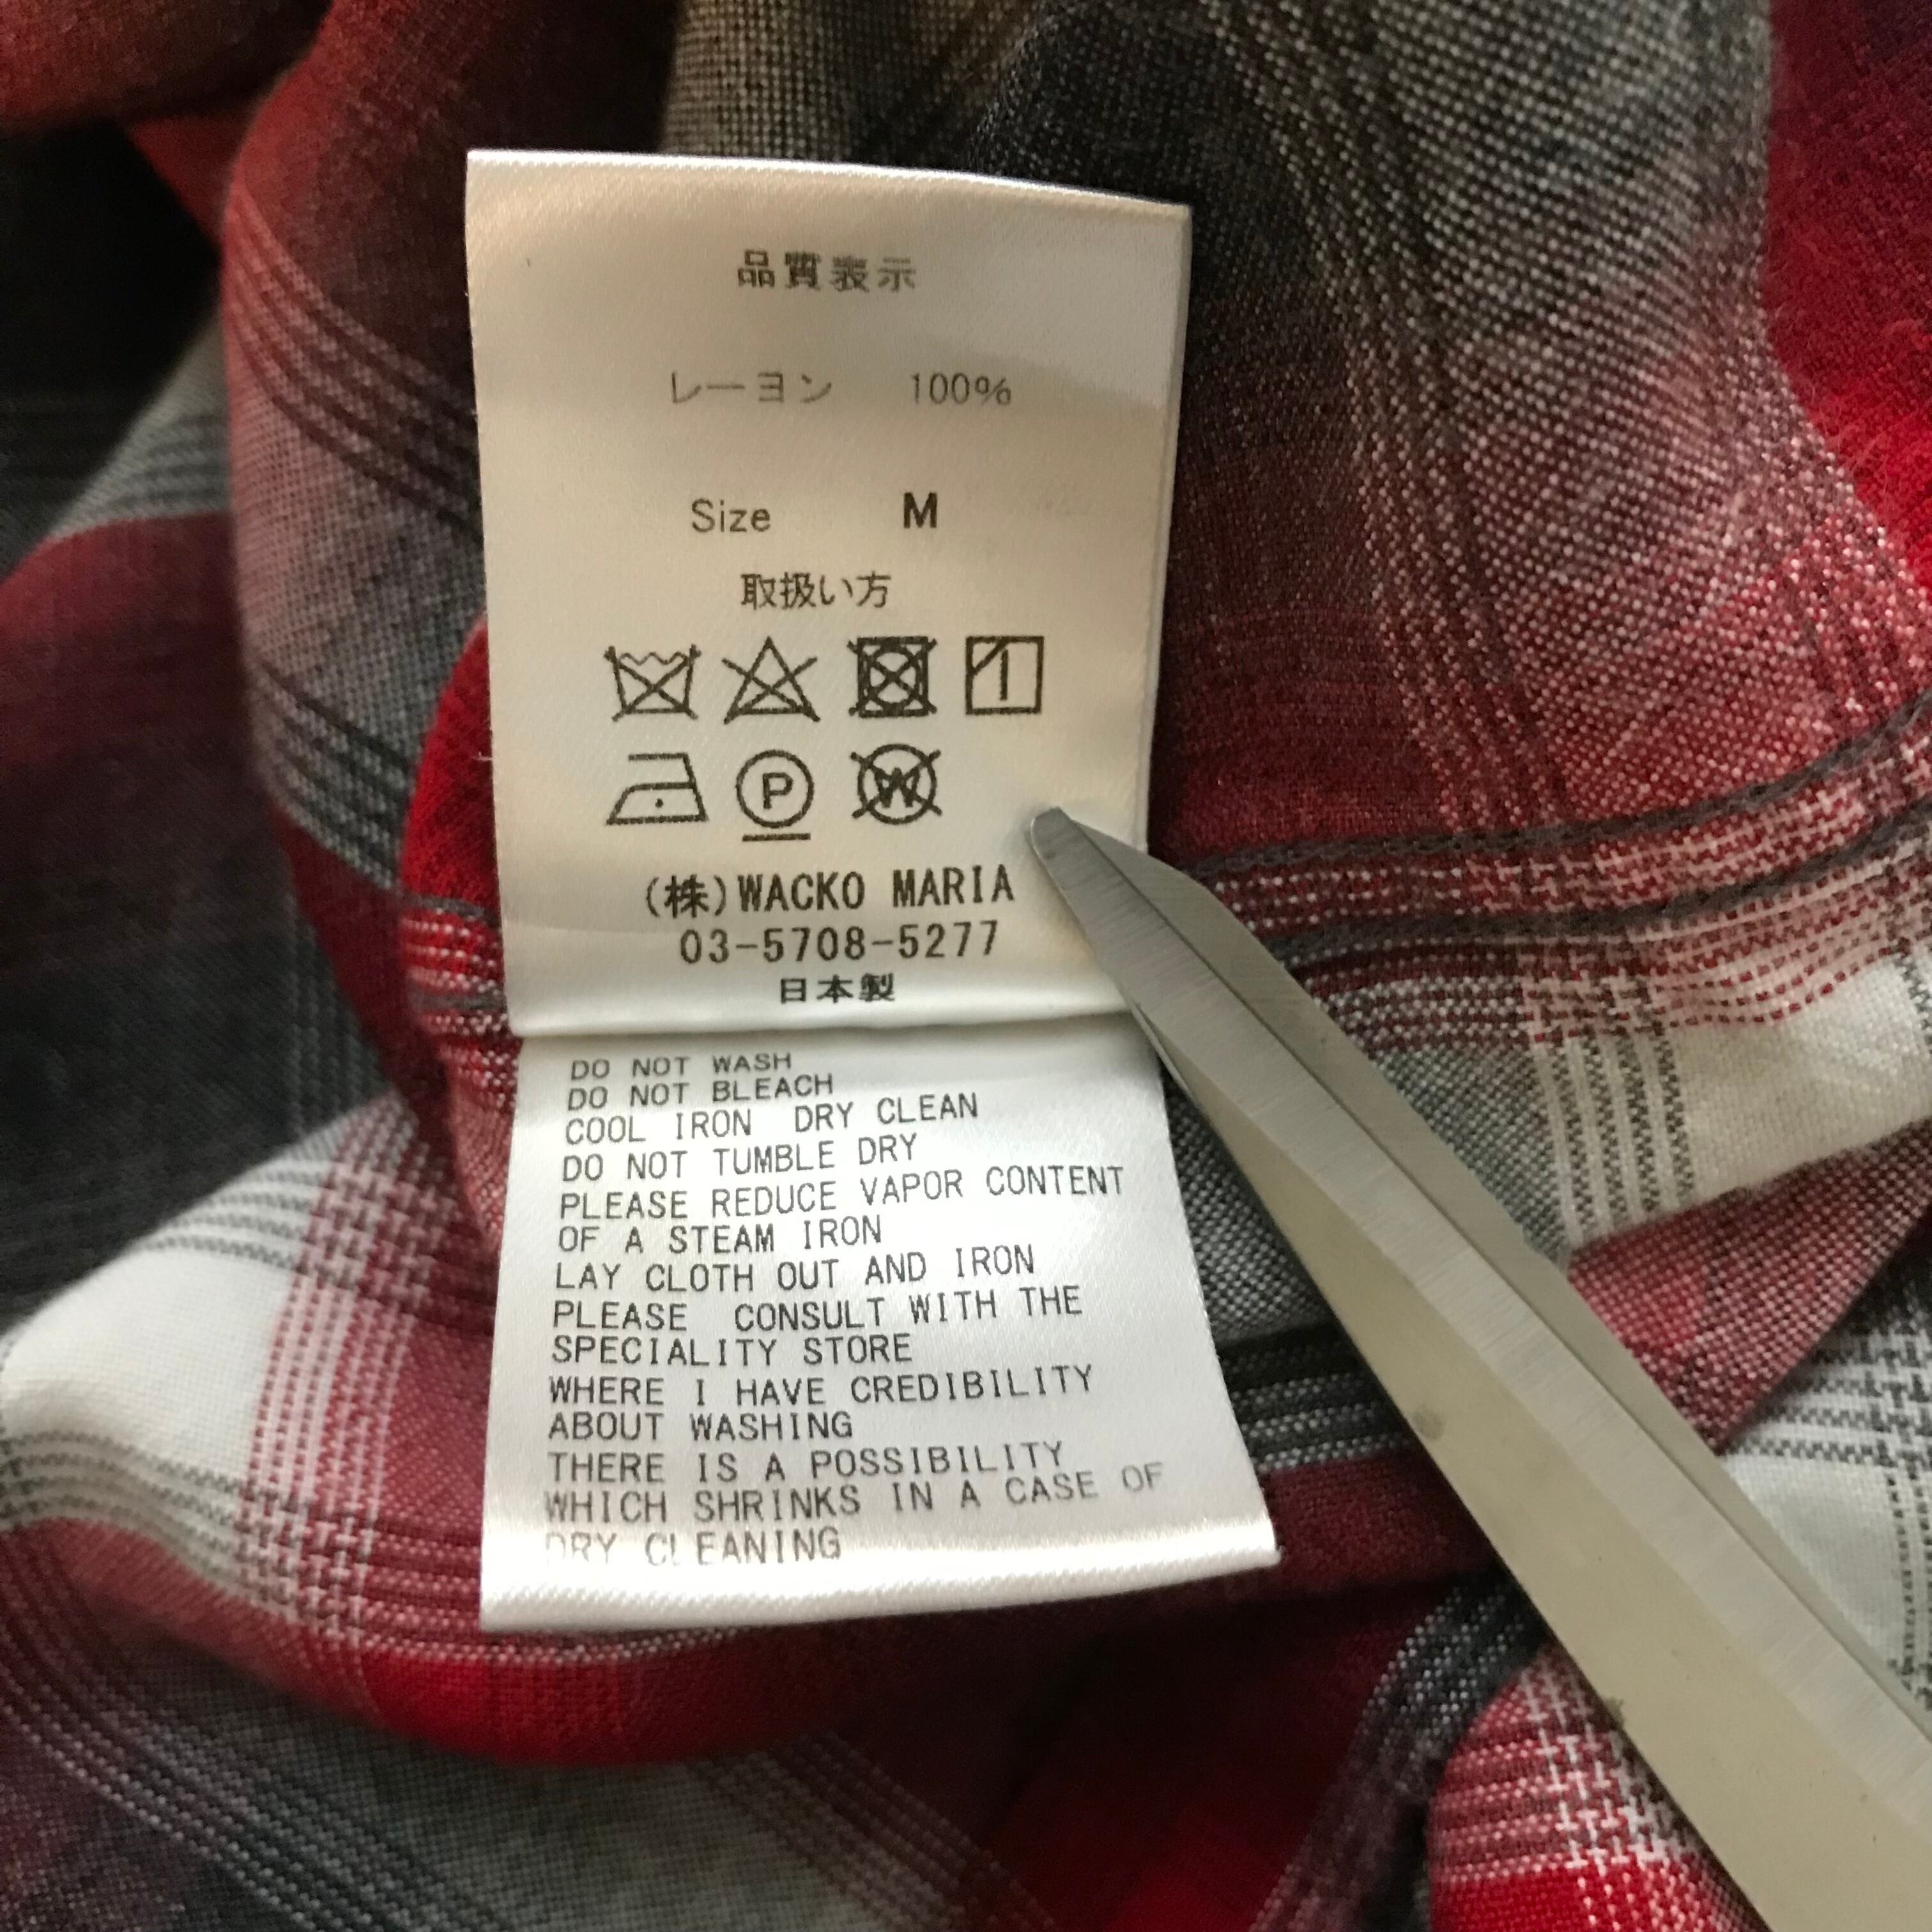 品質表示
レーヨン 100%
Size M
取扱い方
P W
(株)WACKO MARIA
03-5708-5277
日本製
DO NOT WASH
DO NOT BLEACH
COOL IRON DRY CLEAN
DO NOT TUMBLE DRY
PLEASE REDUCE VAPOR CONTENT
OF A STEAM IRON
LAY CLOTH OUT AND IRON
PLEASE CONSULT WITH THE
SPECIALITY STORE
WHERE I HAVE CREDIBILITY
ABOUT WASHING
THERE IS A POSSIBILITY
WHICH SHRINKS IN A CASE OF
DRY CLEANING